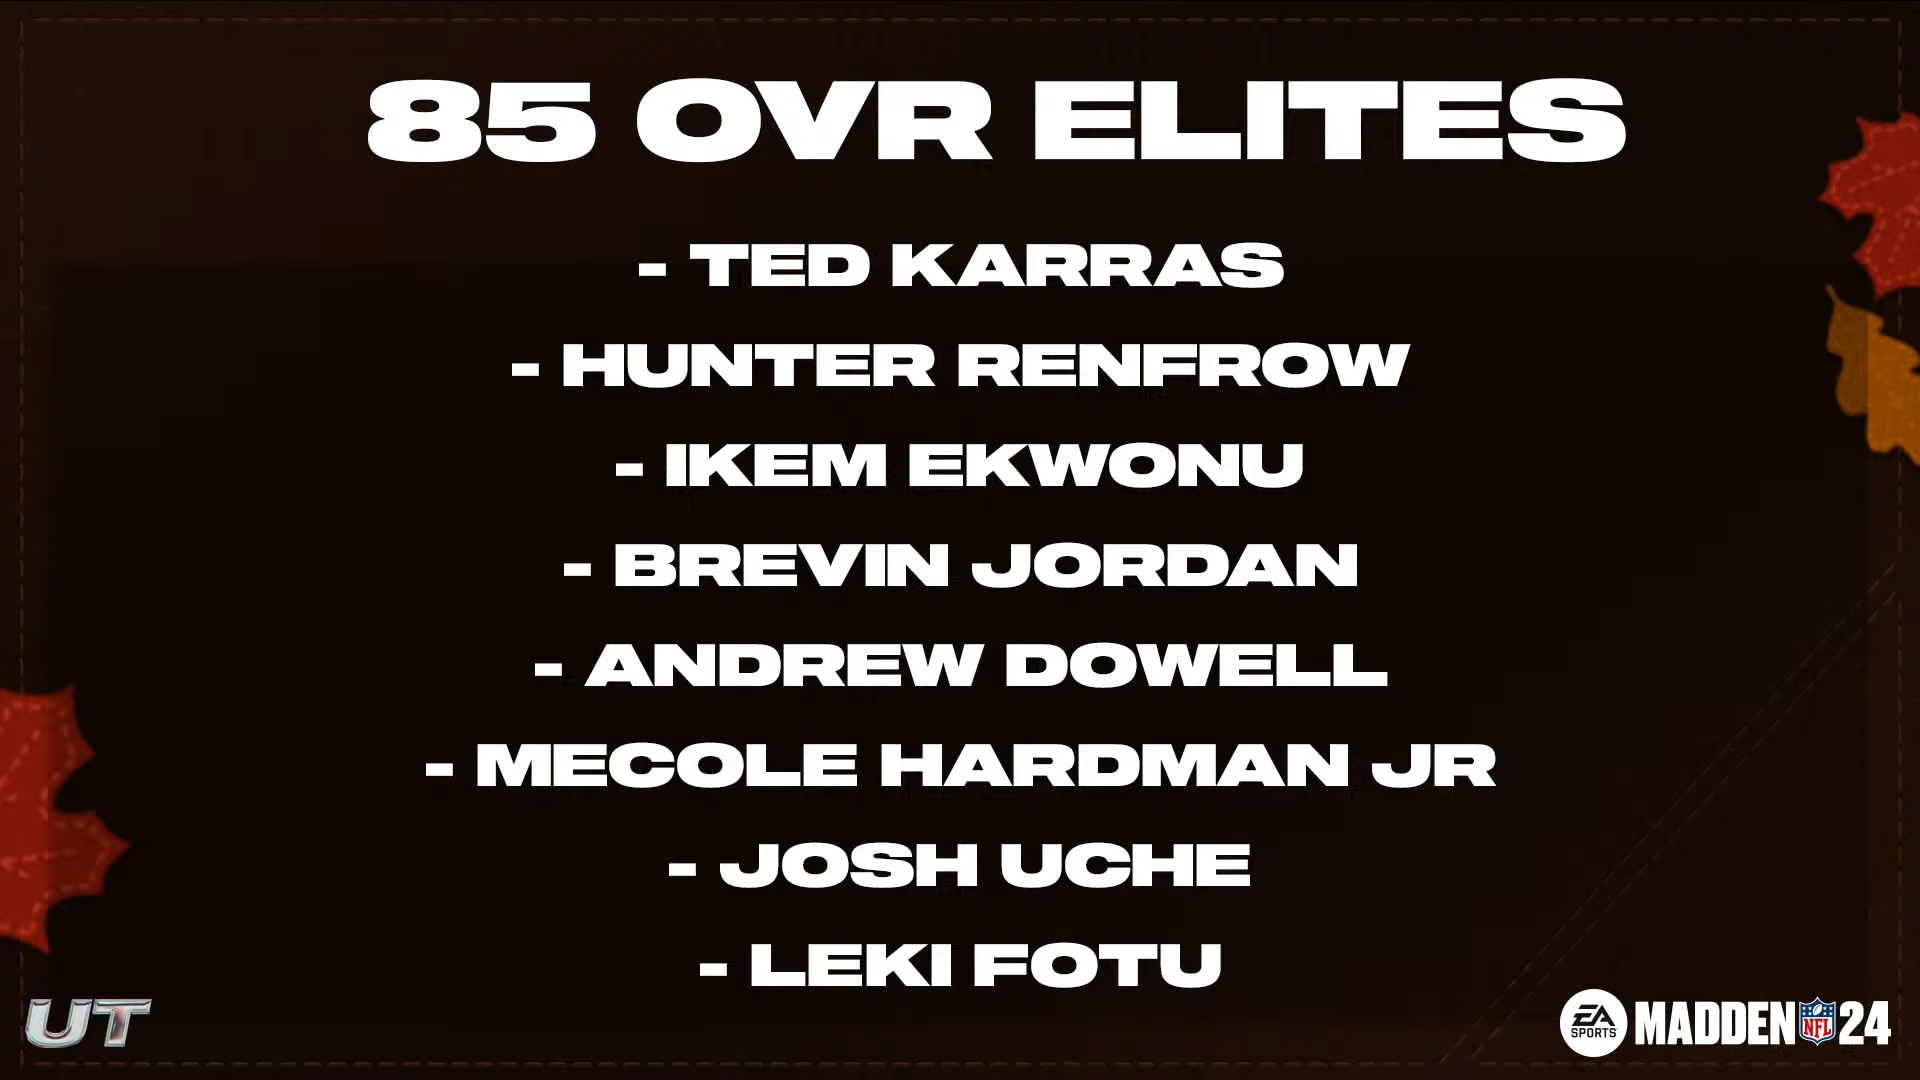 85 OVR ELITES
- TED KARRAS
- HUNTER RENFROW
- IKEM EKWONU
- BREVIN JORDAN
- ANDREW DOWELL
- MECOLE HARDMAN JR
- JOSH UCHE
- LEKI FOTU
UT
EA SPORTS MADDEN NFL 24